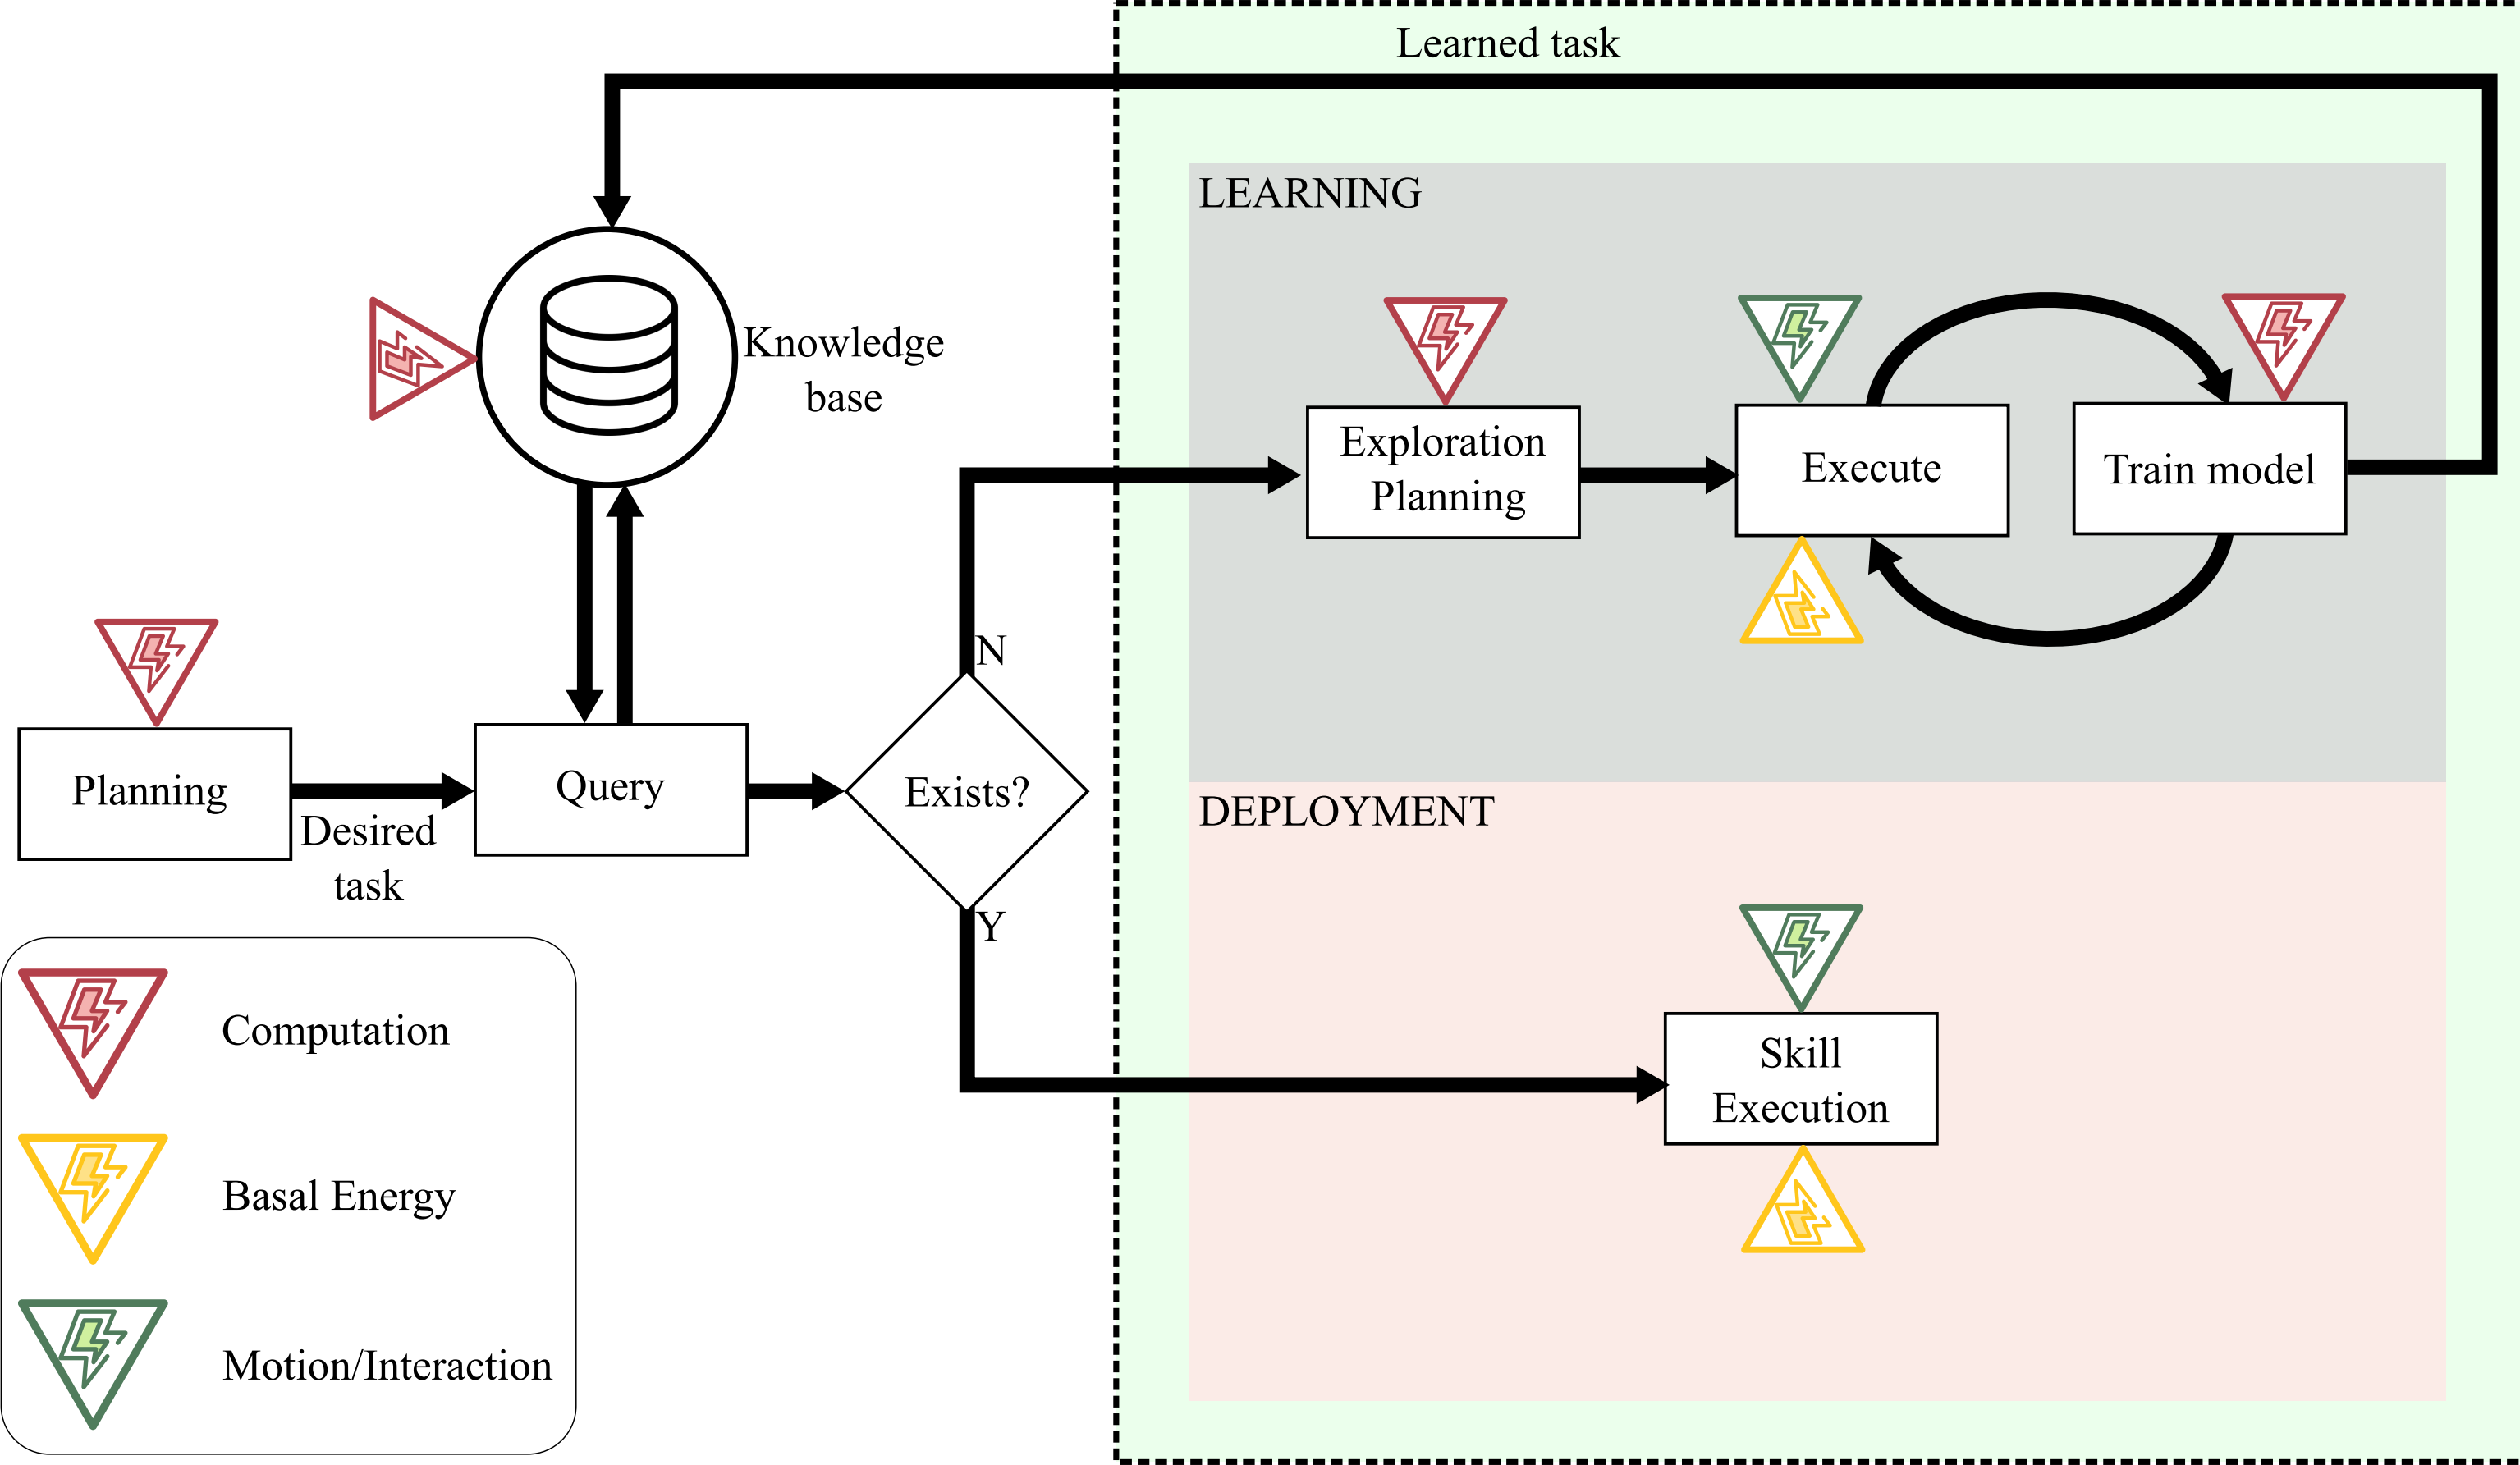 Learned task
LEARNING
Knowledge
base
Exploration
Planning
Execute
Train model
N
Planning
Desired
task
Query
Exists?
DEPLOYMENT
Y
Skill
Execution
Computation
Basal Energy
Motion/Interaction